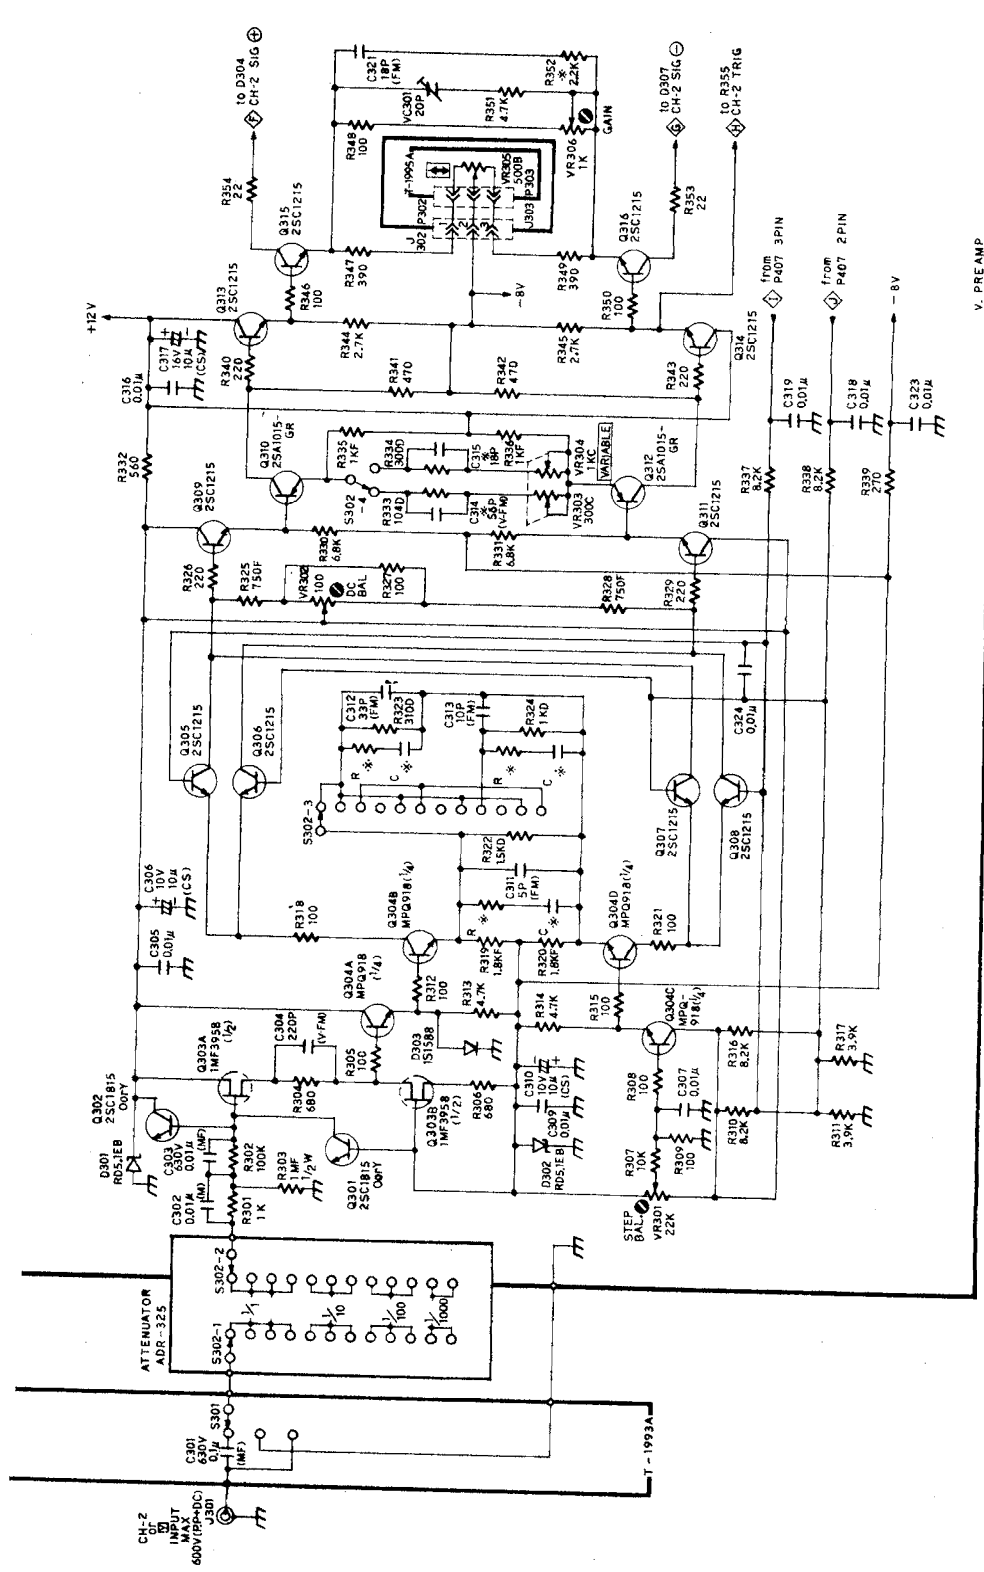 CH-2
or
V
INPUT
MAX
600V(P.P+DC)
J301
C301
630V
0.1µ
(MF)
S301
T-1993A
ATTENUATOR
ADR-325
S302-1
S302-2
1/1
1/10
1/100
1/1000
C302
0.01µ
(M)
R301
1K
C303
630V
0.01µ
(MF)
R302
100K
R303
1MF
1/2W
D301
RD5.1EB
Q302
2SC1815
OorY
Q301
2SC1815
OorY
Q303A
1MF3958
(1/2)
R304
680
C304
220P
(V-FM)
R305
100
Q303B
1MF3958
(1/2)
R306
680
D302
RD5.1EB
C309
0.01µ
C310
10V
10µ
(CS)
STEP
BAL.
VR301
22K
R307
10K
R309
100
R308
100
C307
0.01µ
R310
8.2K
R311
3.9K
R316
8.2K
R317
3.9K
Q304C
MPQ-
918(1/4)
R315
100
R314
4.7K
R313
4.7K
D303
1S1588
R312
100
Q304A
MPQ918
(1/4)
Q304B
MPQ918(1/4)
R318
100
C305
0.01µ
C306
10V
10µ
(CS)
R319
1.8KF
R320
1.8KF
R
C
C311
5P
(FM)
R322
1.5KD
Q304D
MPQ918(1/4)
R321
100
S302-3
R
C
C312
33P
(FM)
R323
310D
C313
10P
(FM)
R324
1KD
R
C
Q305
2SC1215
Q306
2SC1215
Q307
2SC1215
Q308
2SC1215
C324
0.01µ
R326
220
R325
750F
VR302
100
DC
BAL
R327
100
R328
750F
R329
220
Q309
2SC1215
R332
560
R330
6.8K
R331
6.8K
Q311
2SC1215
Q310
2SA1015-
GR
S302
-4
R335
1KF
R334
300D
R333
104D
C315
18P
C314
56P
(V-FM)
R336
1KF
VR304
1KC
VR303
300C
VARIABLE
Q312
2SA1015-
GR
R337
8.2K
R338
8.2K
R339
270
C316
0.01µ
C317
16V
10µ
(CS)
+12V
R340
220
Q313
2SC1215
R341
470
R342
470
R343
220
Q314
2SC1215
R344
2.7K
R345
2.7K
R346
100
Q315
2SC1215
R347
390
-8V
R349
390
R350
100
Q316
2SC1215
R354
22
F
to D304
CH-2 SIG ⊕
J
302
P302
1
2
3
T-1995A
VR305
500B
P303
J303
R348
100
VC301
20P
R351
4.7K
VR306
1K
GAIN
C321
18P
(FM)
R352
2.2K
R353
22
G
to D307
CH-2 SIG ⊖
H
to R355
CH-2 TRIG
I
from
P407 3PIN
J
from
P407 2PIN
-8V
C319
0.01µ
C318
0.01µ
C323
0.01µ
V. PRE AMP